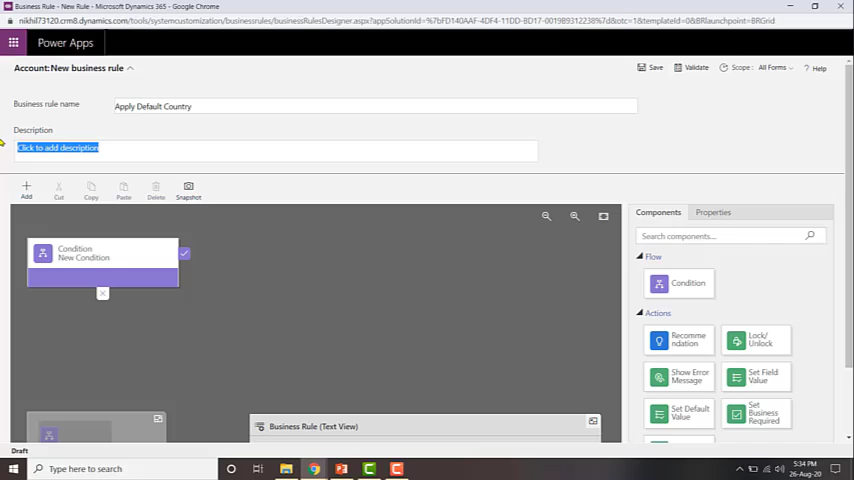 Business Rule - New Rule - Microsoft Dynamics 365 - Google Chrome
nikhil73120.crm8.dynamics.com/tools/systemcustomization/businessrules/businessRulesDesigner.aspx?appSolutionId=%7bFD140AAF-4DF4-11DD-BD17-0019B9312238%7d&otc=1&templateId=0&BRlaunchpoint=BRGrid
Power Apps
Account:New business rule
Save
Validate
Scope :
All Forms
? Help
Business rule name
Apply Default Country
Description
Click to add description
Add
Cut
Copy
Paste
Delete
Snapshot
Condition
New Condition
Business Rule (Text View)
Components
Properties
Search components....
Flow
Condition
Actions
Recomme
ndation
Lock/
Unlock
Show Error
Message
Set Field
Value
Set Default
Value
Set
Business
Required
Draft
Type here to search
5:34 PM
26-Aug-20